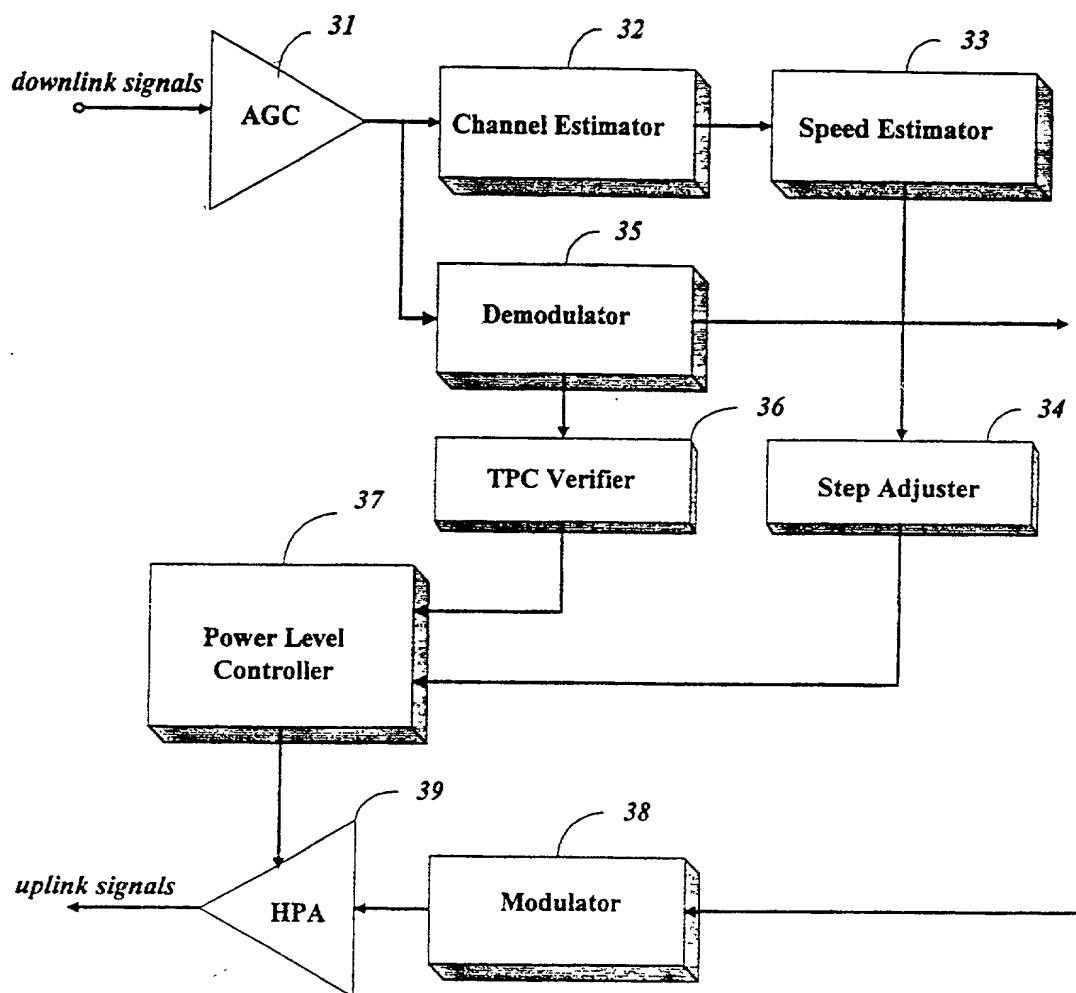 31
32
33
downlink signals
AGC
Channel Estimator
Speed Estimator
35
Demodulator
36
34
TPC Verifier
Step Adjuster
37
Power Level
Controller
39
38
uplink signals
HPA
Modulator